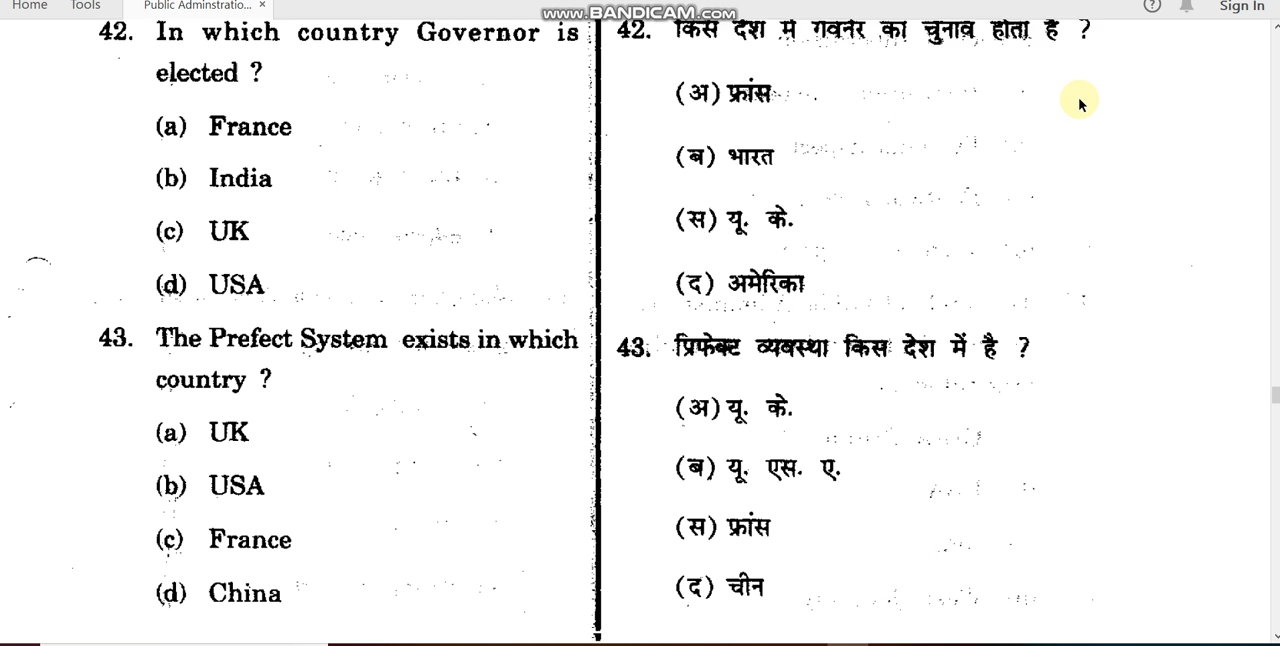 Home Tools Public Adminstratio... × Sign In
www.BANDICAM.com
42. In which country Governor is
elected ?
(a) France
(b) India
(c) UK
(d) USA
43. The Prefect System exists in which
country ?
(a) UK
(b) USA
(c) France
(d) China
42. किस देश में गवर्नर का चुनाव होता है ?
(अ) फ्रांस
(ब) भारत
(स) यू. के.
(द) अमेरिका
43. प्रिफेक्ट व्यवस्था किस देश में है ?
(अ) यू. के.
(ब) यू. एस. ए.
(स) फ्रांस
(द) चीन